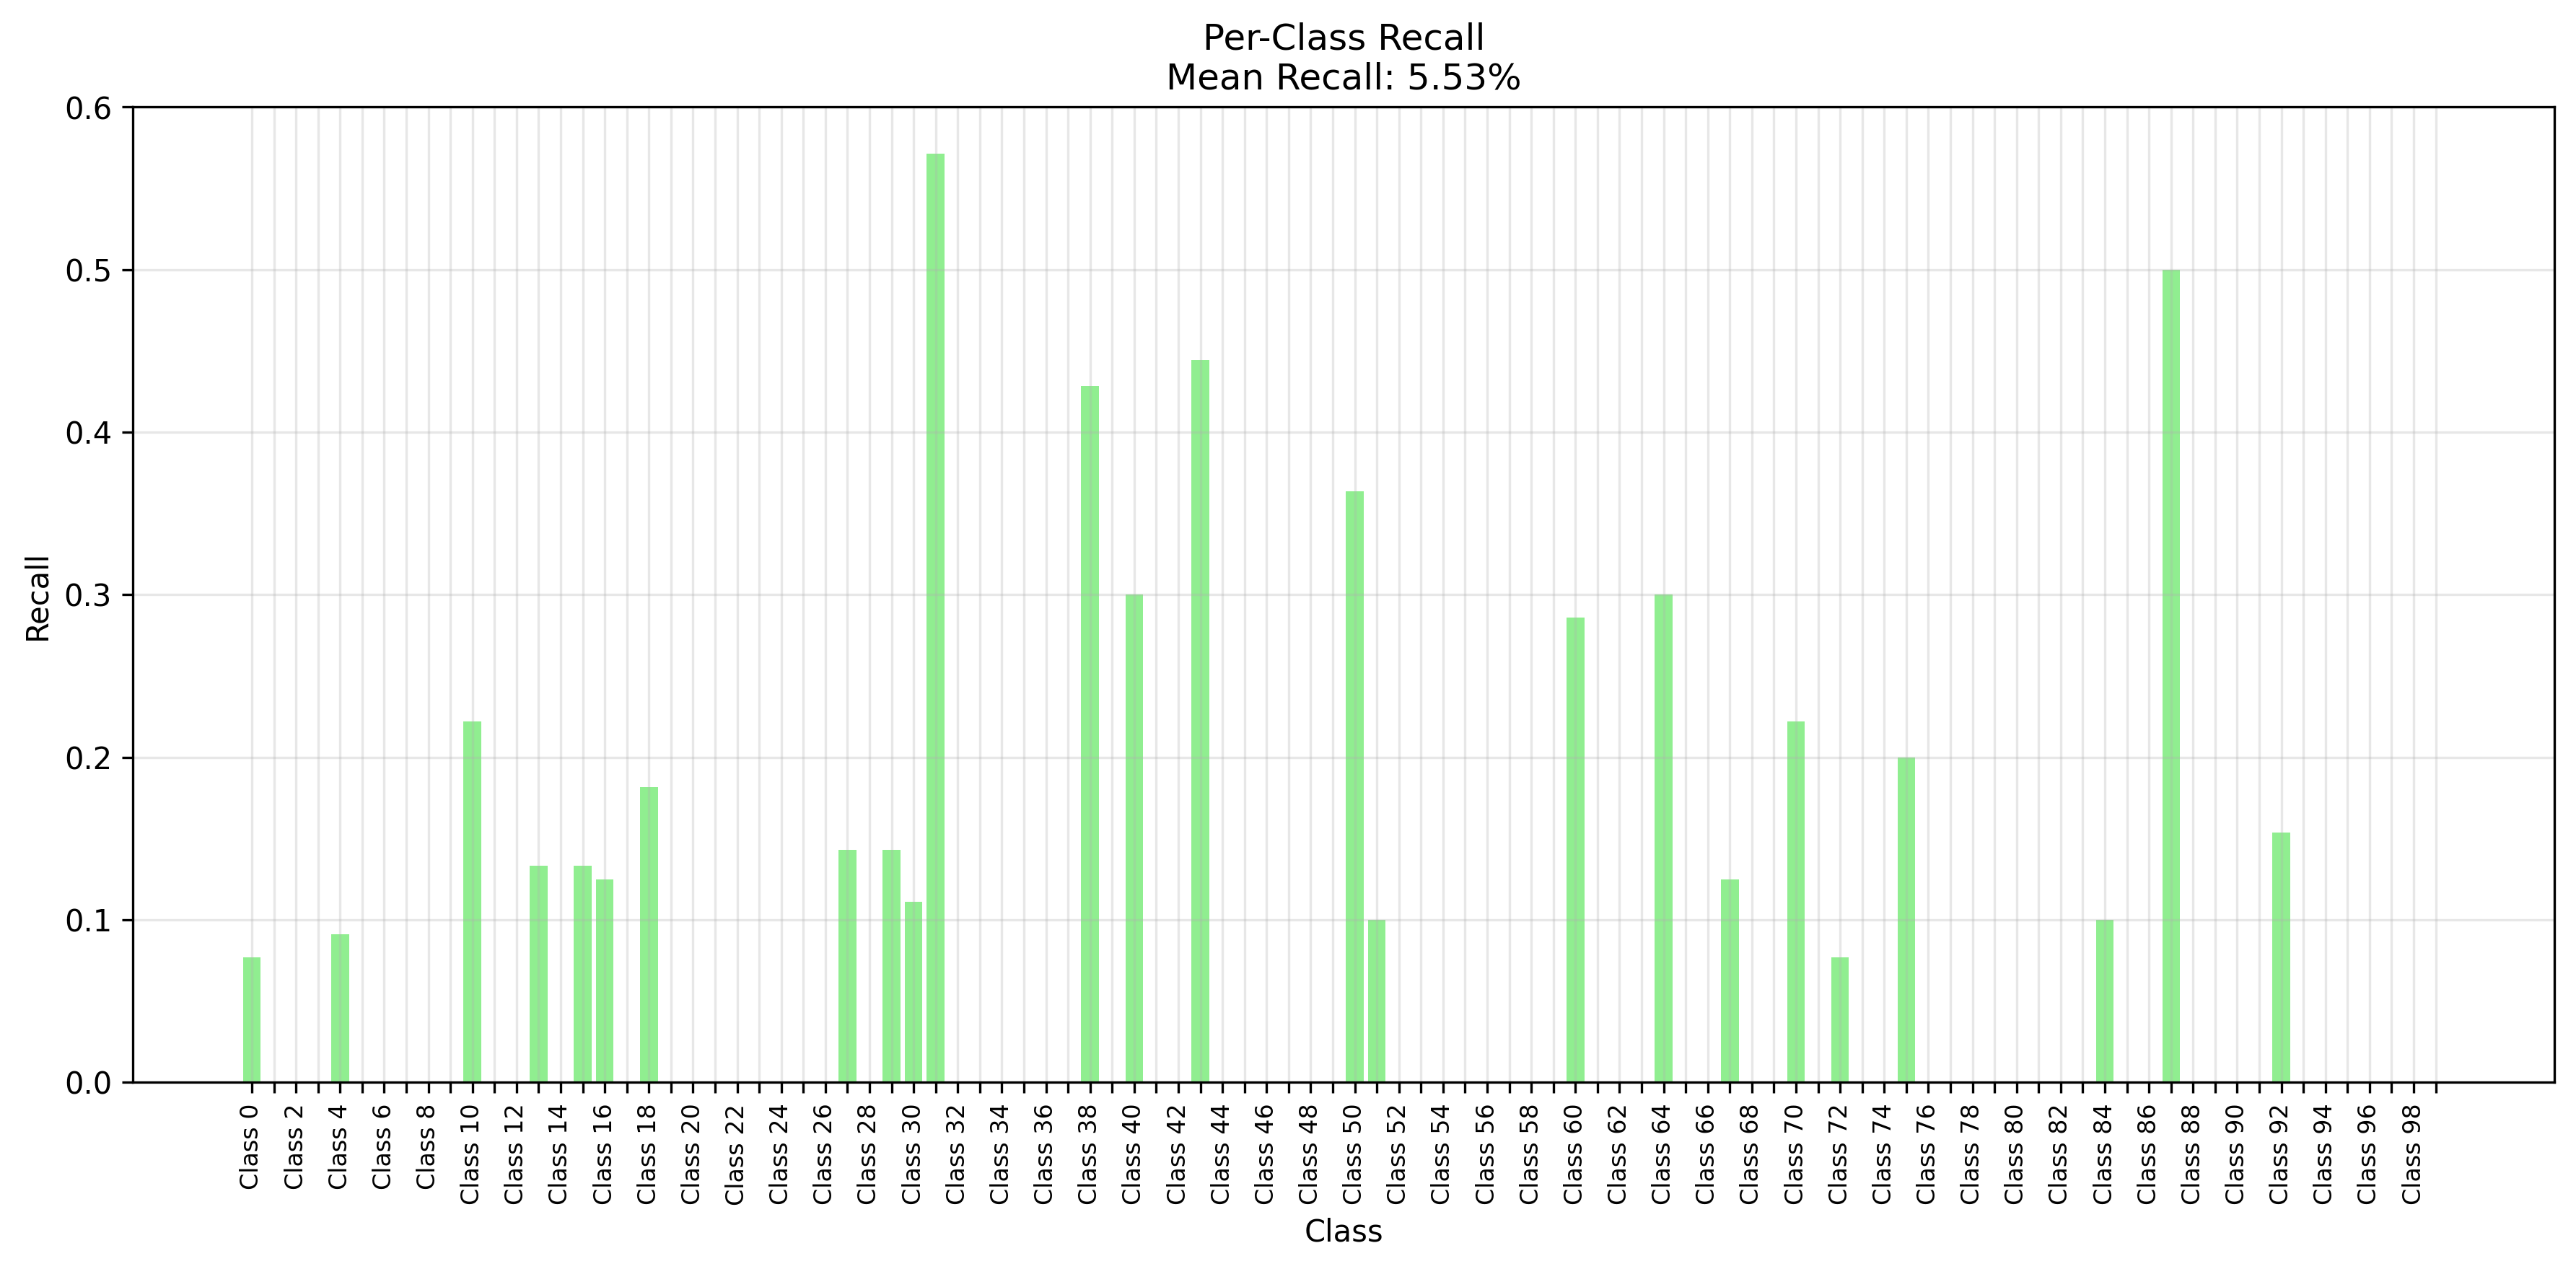 Per-Class Recall
Mean Recall: 5.53%
0.6
0.5
0.4
0.3
0.2
0.1
0.0
Recall
Class 0
Class 2
Class 4
Class 6
Class 8
Class 10
Class 12
Class 14
Class 16
Class 18
Class 20
Class 22
Class 24
Class 26
Class 28
Class 30
Class 32
Class 34
Class 36
Class 38
Class 40
Class 42
Class 44
Class 46
Class 48
Class 50
Class 52
Class 54
Class 56
Class 58
Class 60
Class 62
Class 64
Class 66
Class 68
Class 70
Class 72
Class 74
Class 76
Class 78
Class 80
Class 82
Class 84
Class 86
Class 88
Class 90
Class 92
Class 94
Class 96
Class 98
Class